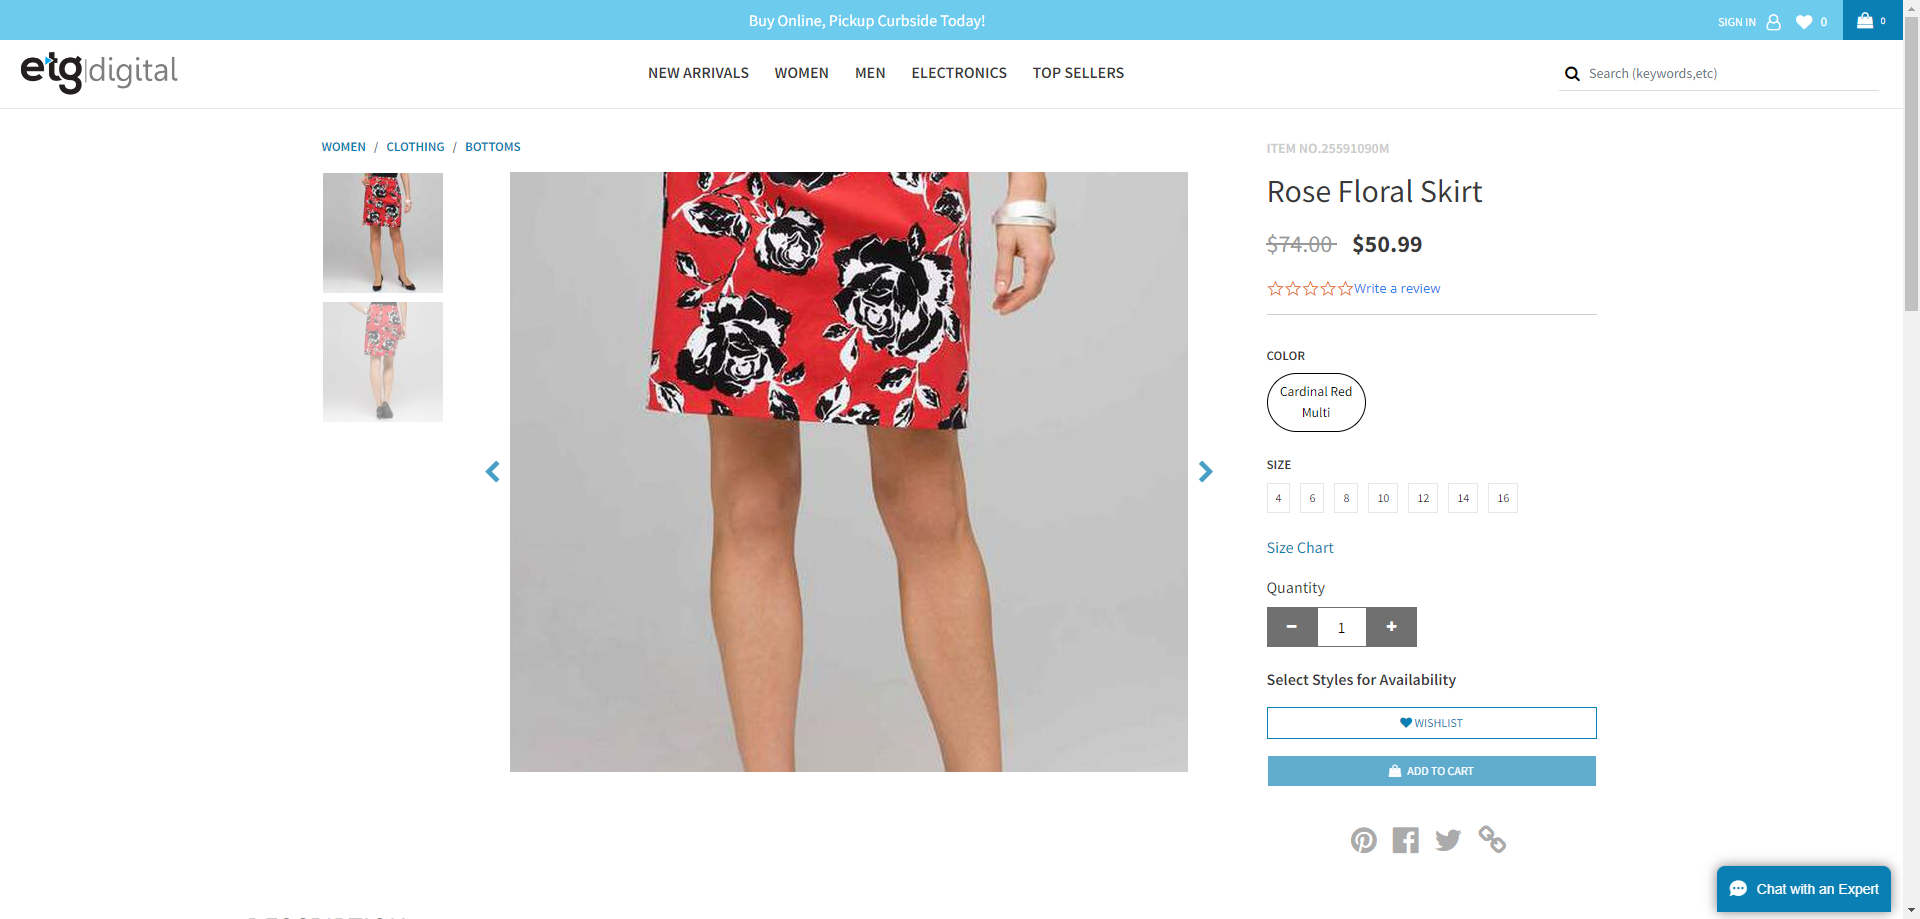 Buy Online, Pickup Curbside Today!
SIGN IN 0 0
etg|digital
NEW ARRIVALS WOMEN MEN ELECTRONICS TOP SELLERS
Search (keywords,etc)
WOMEN / CLOTHING / BOTTOMS
ITEM NO.25591090M
Rose Floral Skirt
$74.00 $50.99
Write a review
COLOR
Cardinal Red
Multi
SIZE
4 6 8 10 12 14 16
Size Chart
Quantity
− 1 +
Select Styles for Availability
WISHLIST
ADD TO CART
Chat with an Expert